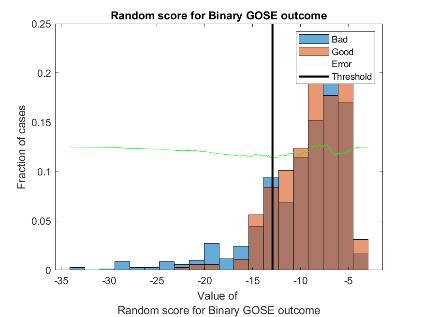 Random score for Binary GOSE outcome
0.25
0.2
0.15
0.1
0.05
0
Fraction of cases
Bad
Good
Error
Threshold
-35 -30 -25 -20 -15 -10 -5
Value of
Random score for Binary GOSE outcome